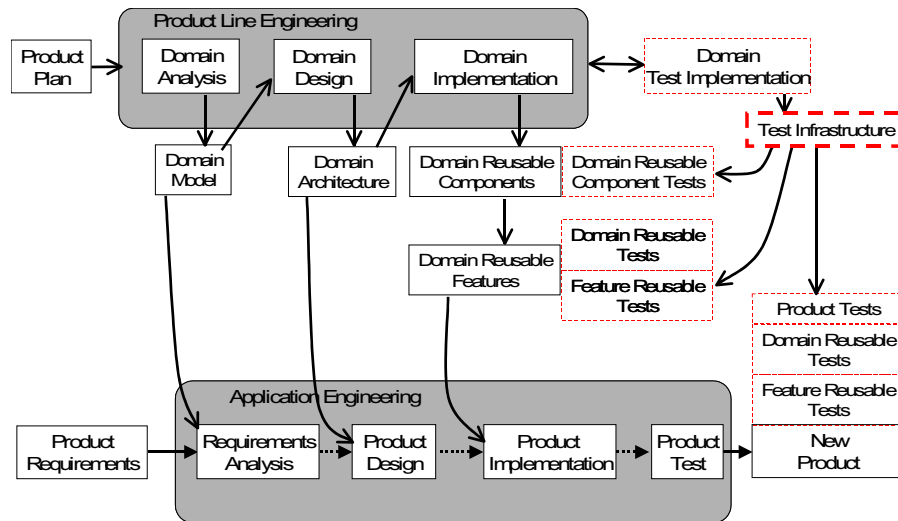 Product Line Engineering
Product
Plan
Domain
Analysis
Domain
Design
Domain
Implementation
Domain
Test Implementation
Test Infrastructure
Domain
Model
Domain
Architecture
Domain Reusable
Components
Domain Reusable
Component Tests
Domain Reusable
Features
Domain Reusable
Tests
Feature Reusable
Tests
Product Tests
Domain Reusable
Tests
Feature Reusable
Tests
Application Engineering
Product
Requirements
Requirements
Analysis
Product
Design
Product
Implementation
Product
Test
New
Product